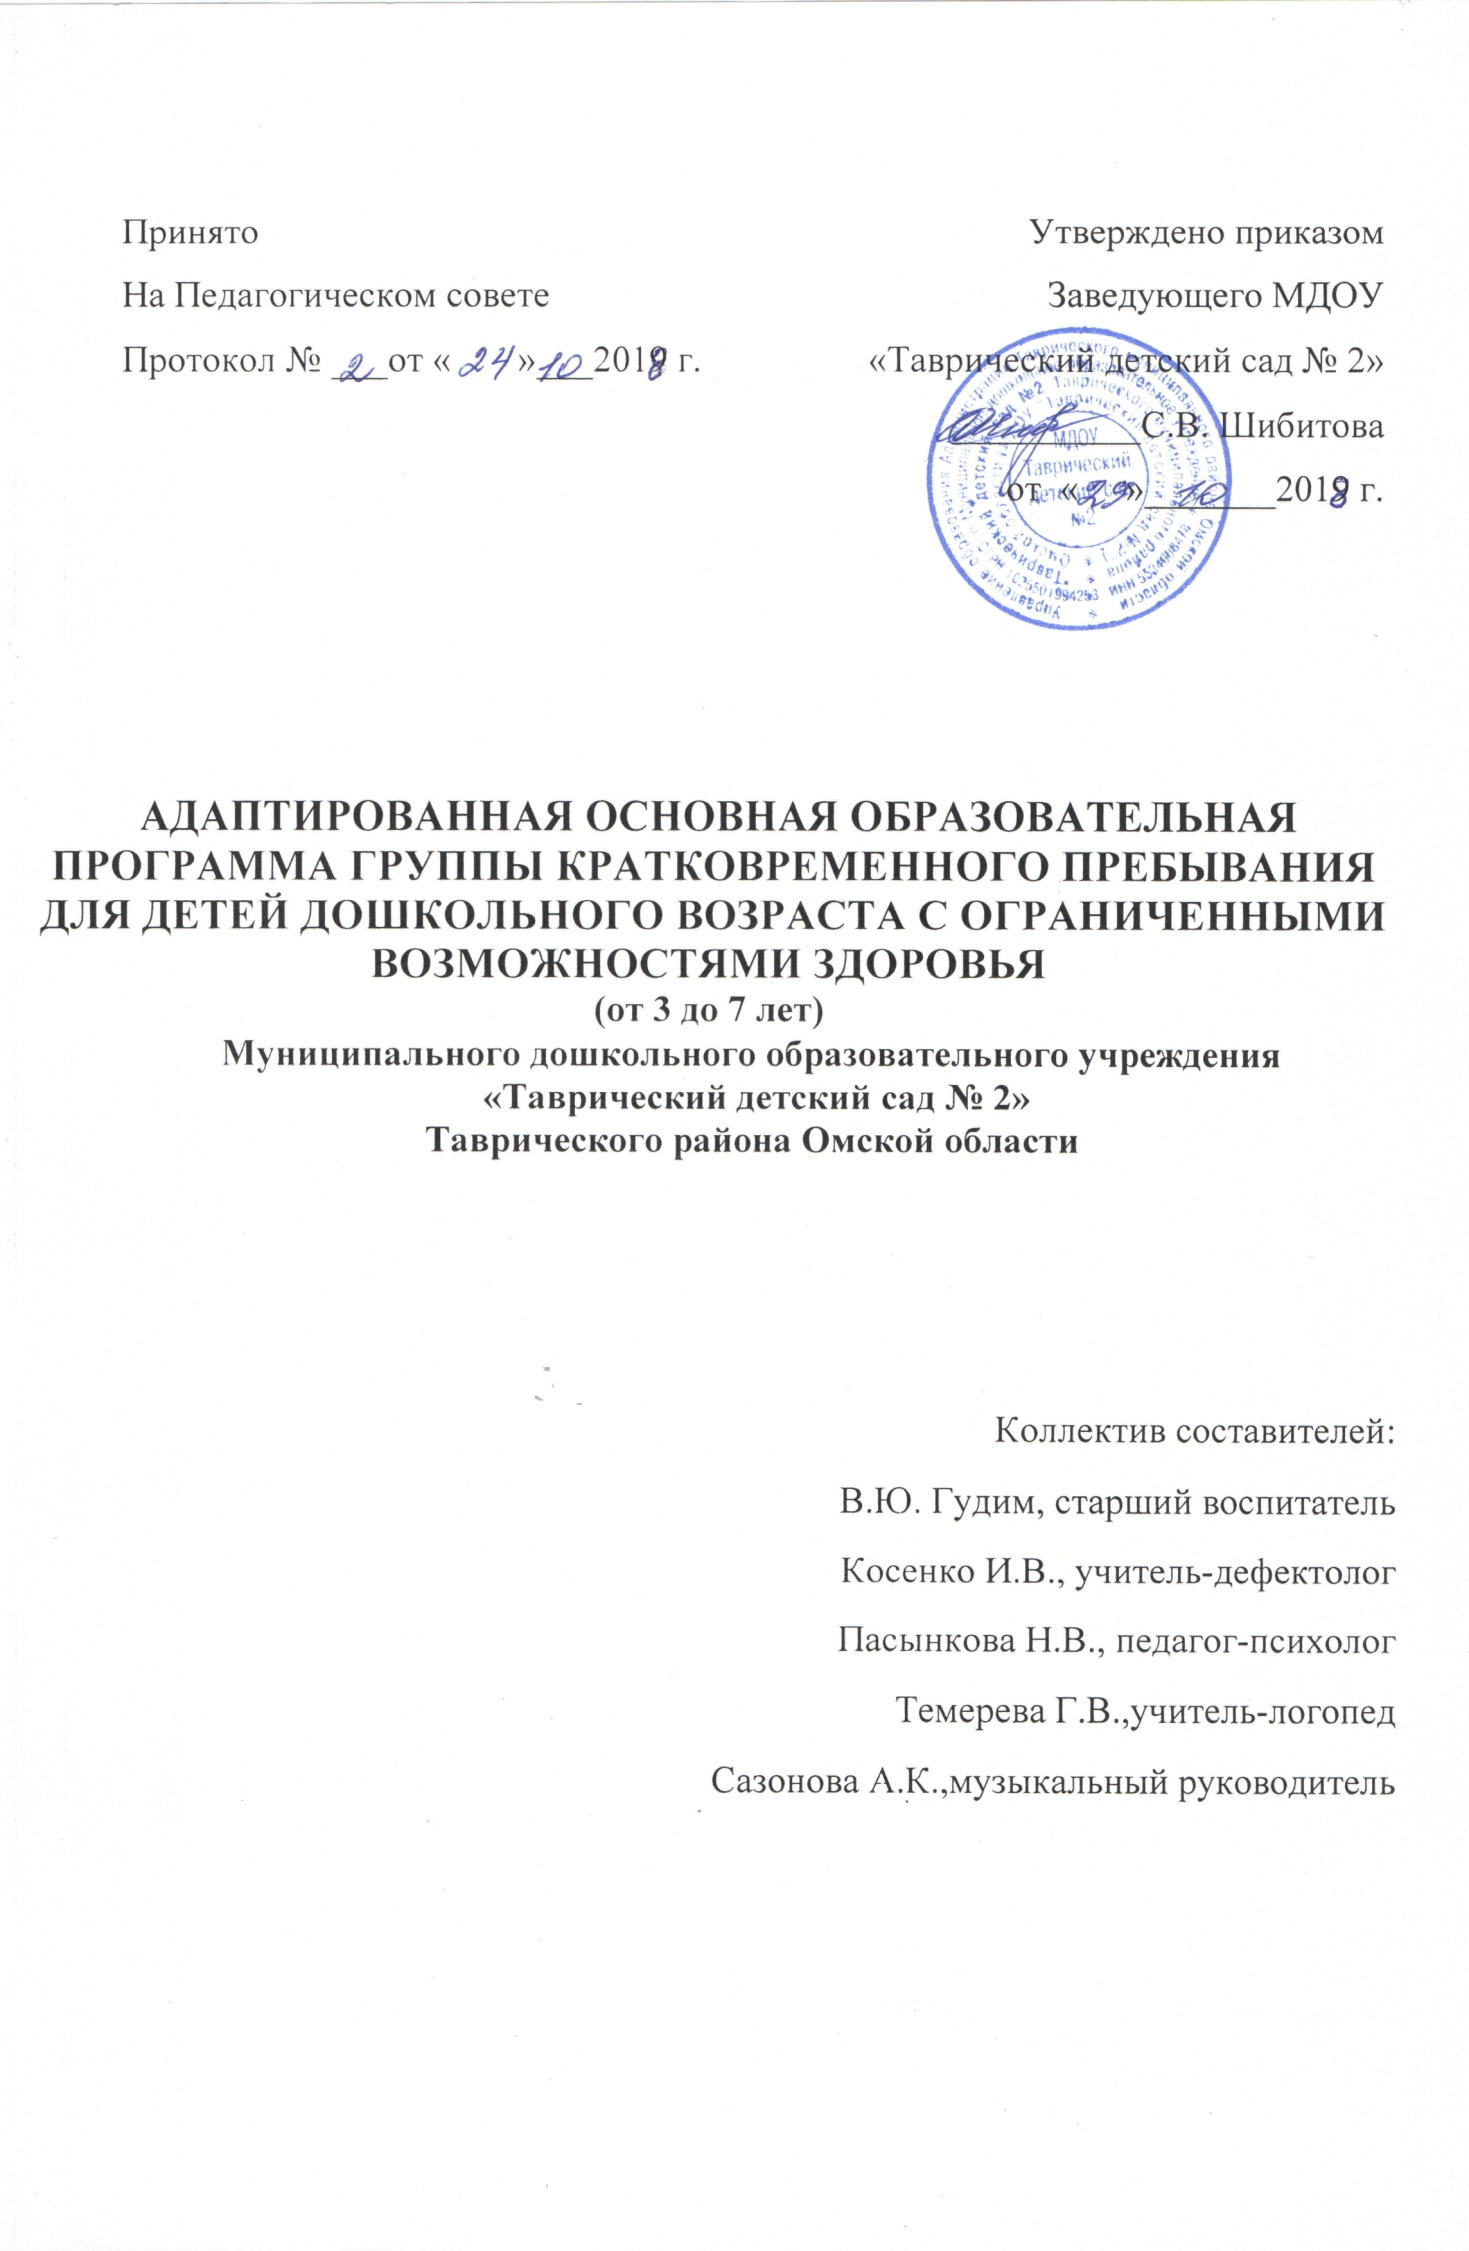 Принято
На Педагогическом совете
Протокол № 2 от « 24 » 10 2018 г.
Утверждено приказом
Заведующего МДОУ
«Таврический детский сад № 2»
С.В. Шибитова
от «29» 10 2018 г.
МДОУ
Таврический
детский сад
№2
АДАПТИРОВАННАЯ ОСНОВНАЯ ОБРАЗОВАТЕЛЬНАЯ
ПРОГРАММА ГРУППЫ КРАТКОВРЕМЕННОГО ПРЕБЫВАНИЯ
ДЛЯ ДЕТЕЙ ДОШКОЛЬНОГО ВОЗРАСТА С ОГРАНИЧЕННЫМИ
ВОЗМОЖНОСТЯМИ ЗДОРОВЬЯ
(от 3 до 7 лет)
Муниципального дошкольного образовательного учреждения
«Таврический детский сад № 2»
Таврического района Омской области
Коллектив составителей:
В.Ю. Гудим, старший воспитатель
Косенко И.В., учитель-дефектолог
Пасынкова Н.В., педагог-психолог
Темерева Г.В.,учитель-логопед
Сазонова А.К.,музыкальный руководитель